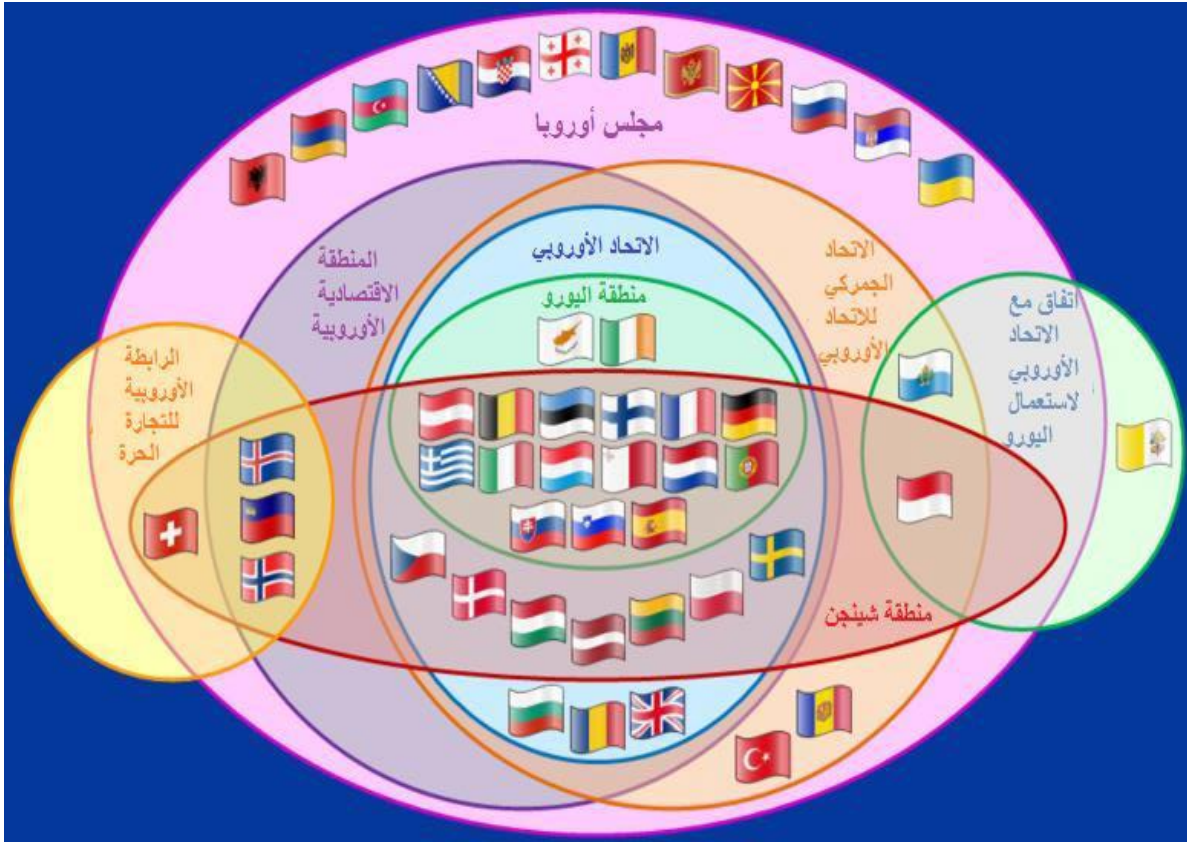 مجلس أوروبا
الاتحاد الأوروبي
منطقة اليورو
المنطقة
الاقتصادية
الأوروبية
الاتحاد
الجمركي
للاتحاد
الأوروبي
اتفاق مع
الاتحاد
الأوروبي
لاستعمال
اليورو
الرابطة
الأوروبية
للتجارة
الحرة
منطقة شينجن